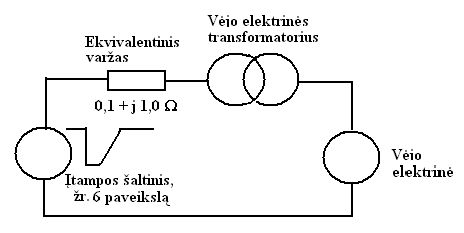 Vėjo elektrinės
transformatorius
Ekvivalentinis
varžas
0,1 + j 1,0 Ω
Įtampos šaltinis,
žr. 6 paveikslą
Vėjo
elektrinė